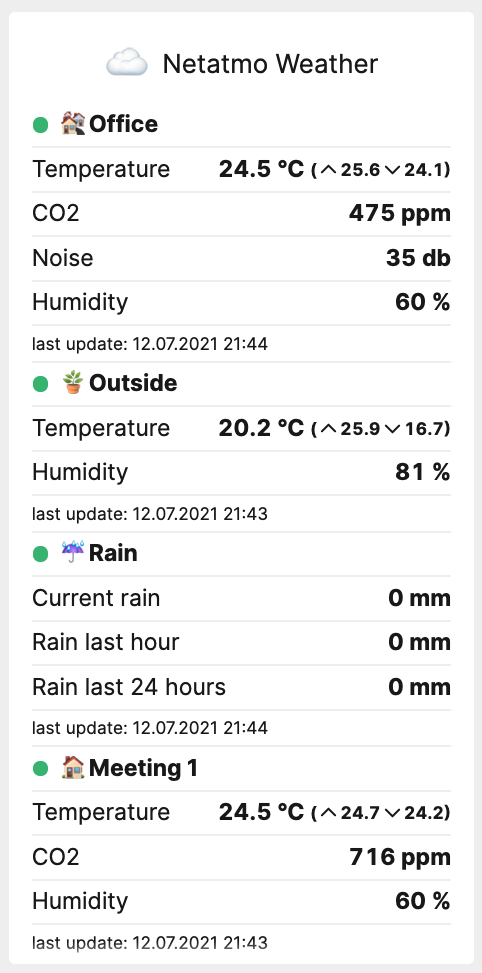 Netatmo Weather
Office
Temperature 24.5 °C (25.6 24.1)
CO2 475 ppm
Noise 35 db
Humidity 60 %
last update: 12.07.2021 21:44
Outside
Temperature 20.2 °C (25.9 16.7)
Humidity 81 %
last update: 12.07.2021 21:43
Rain
Current rain 0 mm
Rain last hour 0 mm
Rain last 24 hours 0 mm
last update: 12.07.2021 21:44
Meeting 1
Temperature 24.5 °C (24.7 24.2)
CO2 716 ppm
Humidity 60 %
last update: 12.07.2021 21:43